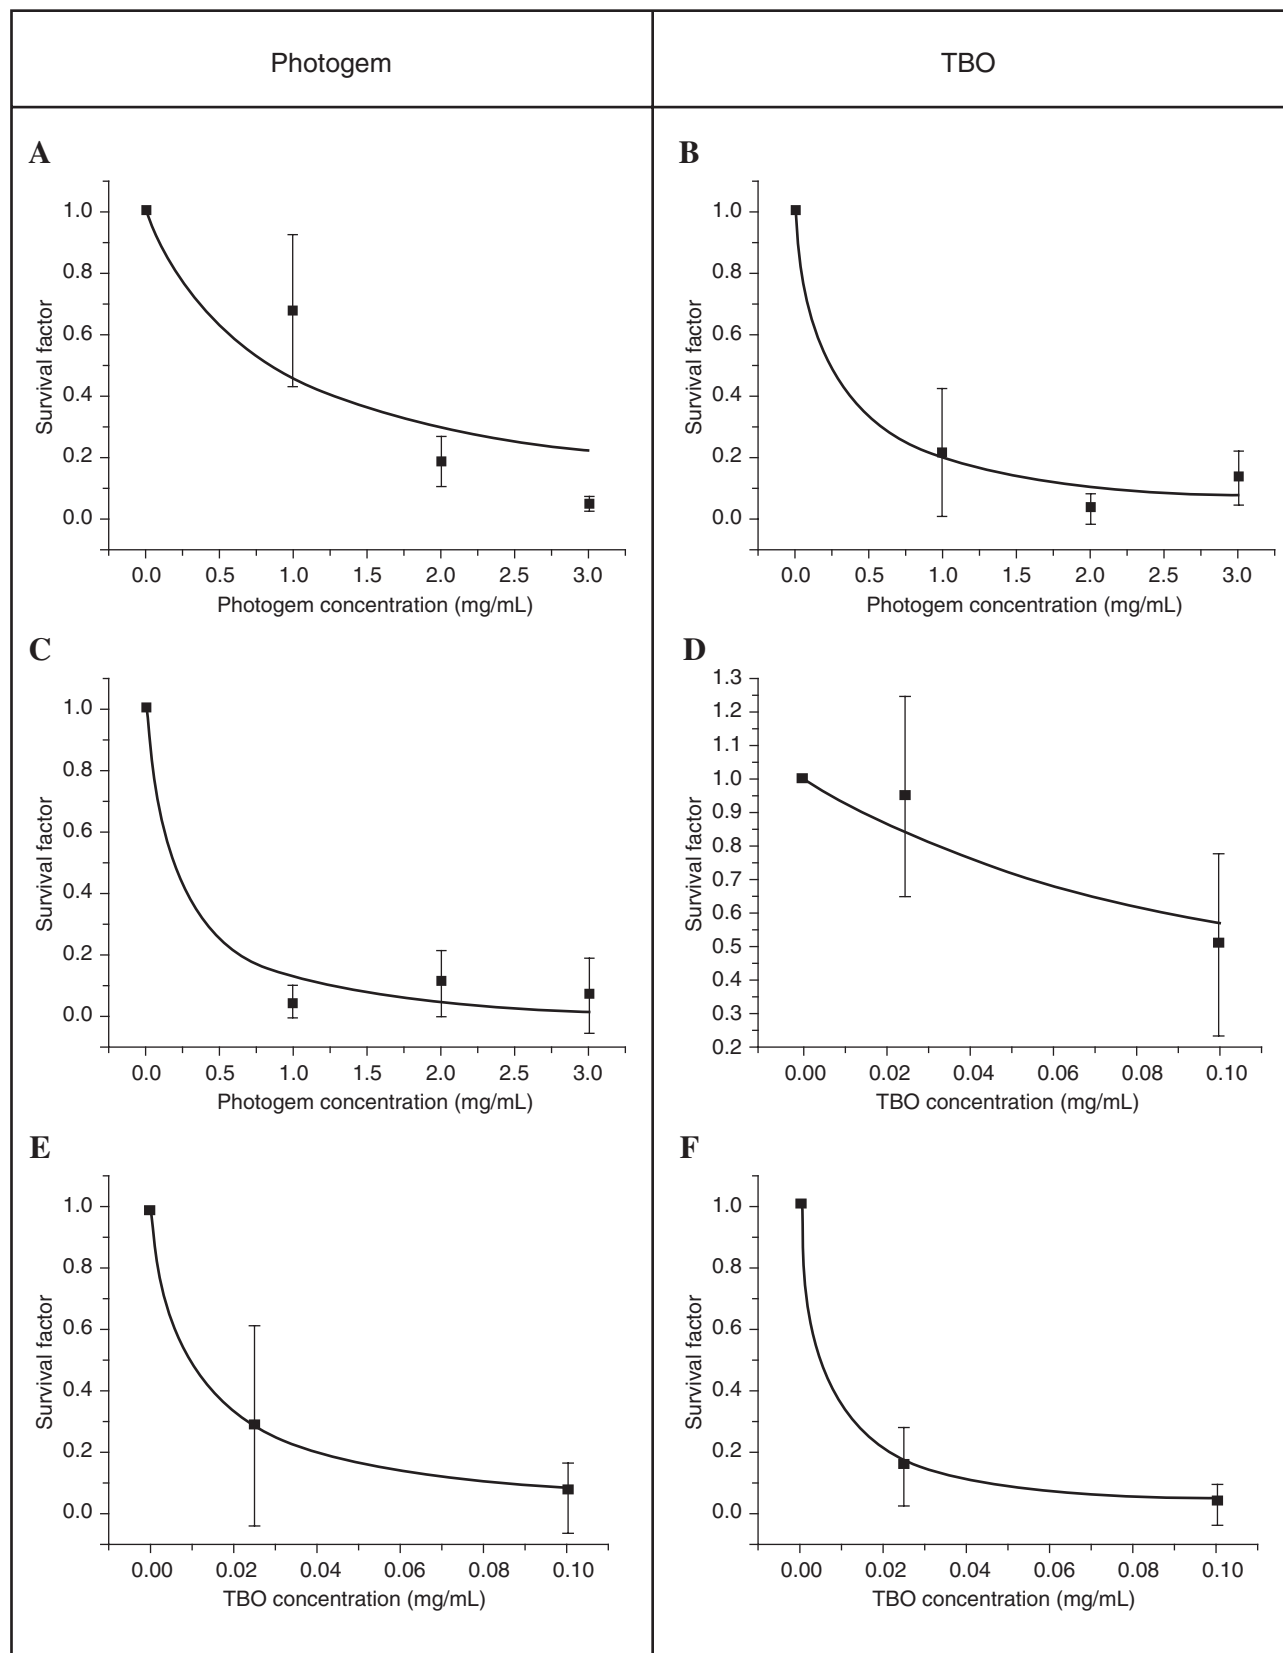 Photogem
TBO
A
1.0
0.8
0.6
0.4
0.2
0.0
Survival factor
0.0 0.5 1.0 1.5 2.0 2.5 3.0
Photogem concentration (mg/mL)
B
1.0
0.8
0.6
0.4
0.2
0.0
Survival factor
0.0 0.5 1.0 1.5 2.0 2.5 3.0
Photogem concentration (mg/mL)
C
1.0
0.8
0.6
0.4
0.2
0.0
Survival factor
0.0 0.5 1.0 1.5 2.0 2.5 3.0
Photogem concentration (mg/mL)
D
1.3
1.2
1.1
1.0
0.9
0.8
0.7
0.6
0.5
0.4
0.3
0.2
Survival factor
0.00 0.02 0.04 0.06 0.08 0.10
TBO concentration (mg/mL)
E
1.0
0.8
0.6
0.4
0.2
0.0
Survival factor
0.00 0.02 0.04 0.06 0.08 0.10
TBO concentration (mg/mL)
F
1.0
0.8
0.6
0.4
0.2
0.0
Survival factor
0.00 0.02 0.04 0.06 0.08 0.10
TBO concentration (mg/mL)